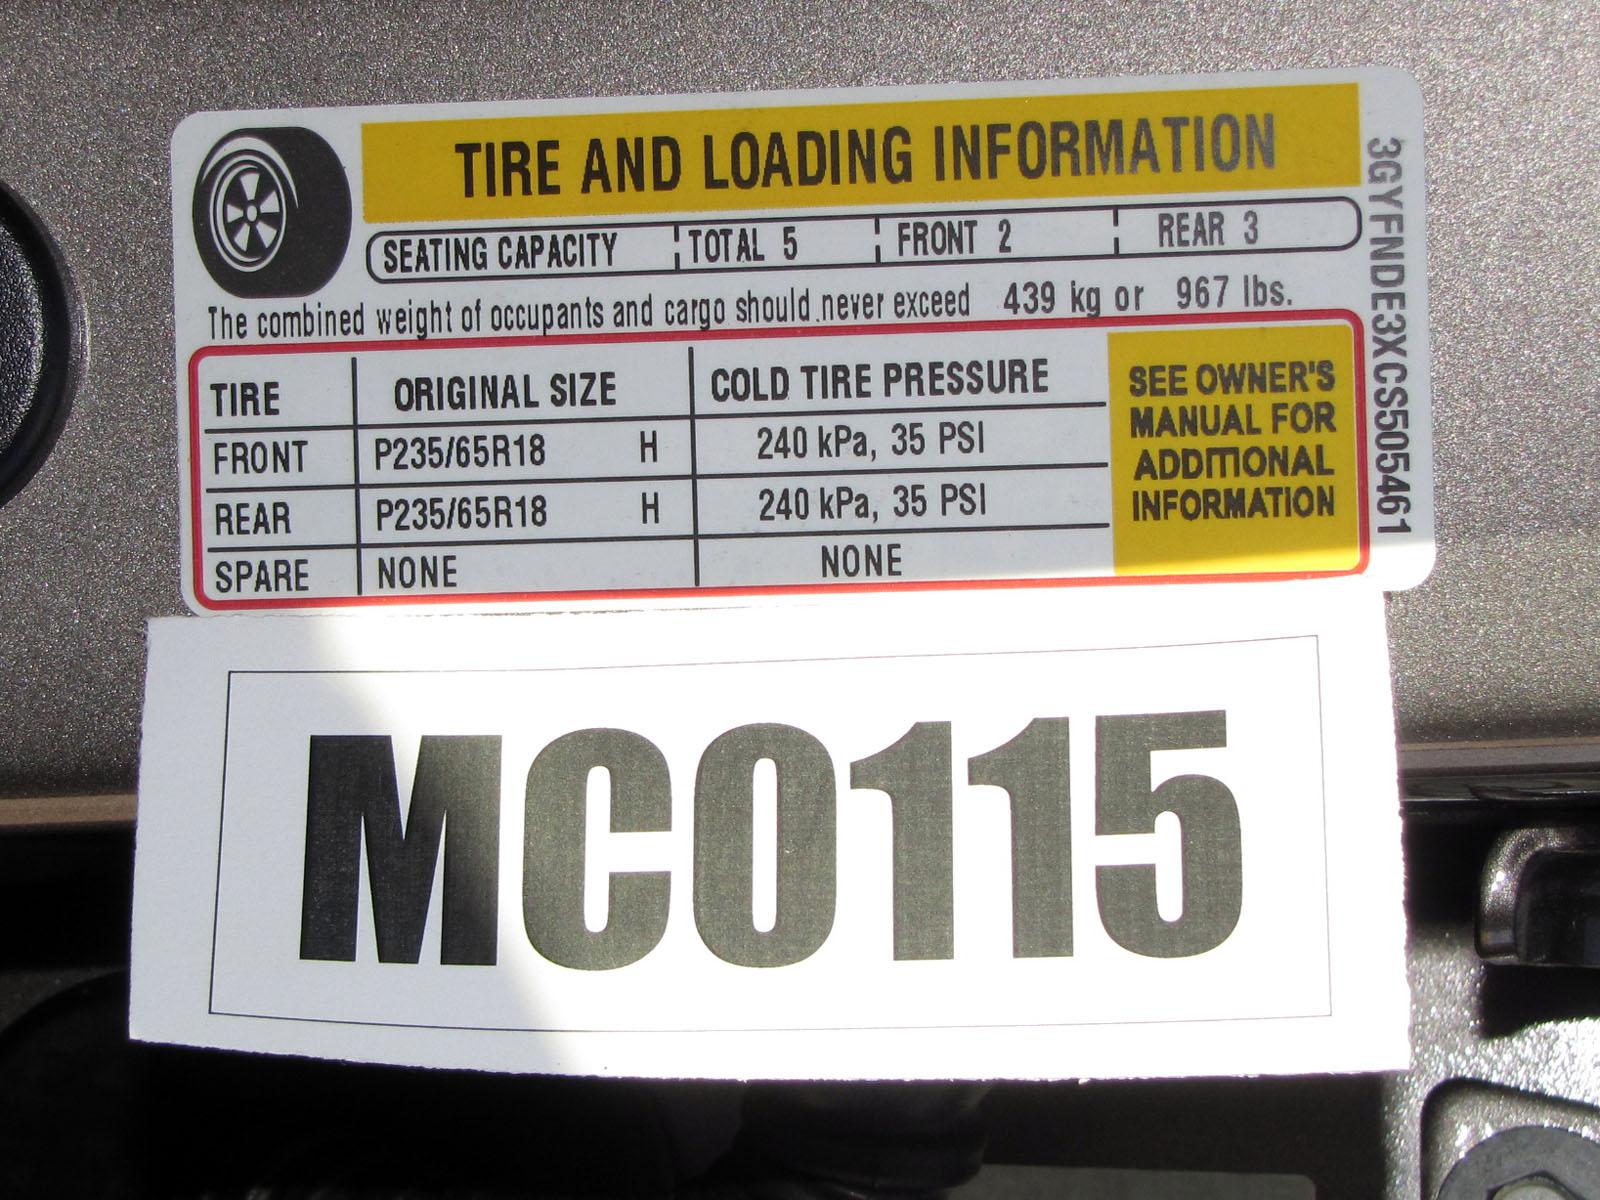 TIRE AND LOADING INFORMATION
SEATING CAPACITY TOTAL 5 FRONT 2 REAR 3
The combined weight of occupants and cargo should never exceed 439 kg or 967 lbs.
TIRE ORIGINAL SIZE COLD TIRE PRESSURE
FRONT P235/65R18 H 240 kPa, 35 PSI
REAR P235/65R18 H 240 kPa, 35 PSI
SPARE NONE NONE
SEE OWNER'S
MANUAL FOR
ADDITIONAL
INFORMATION
3GYFNDE3XCS505461
MC0115